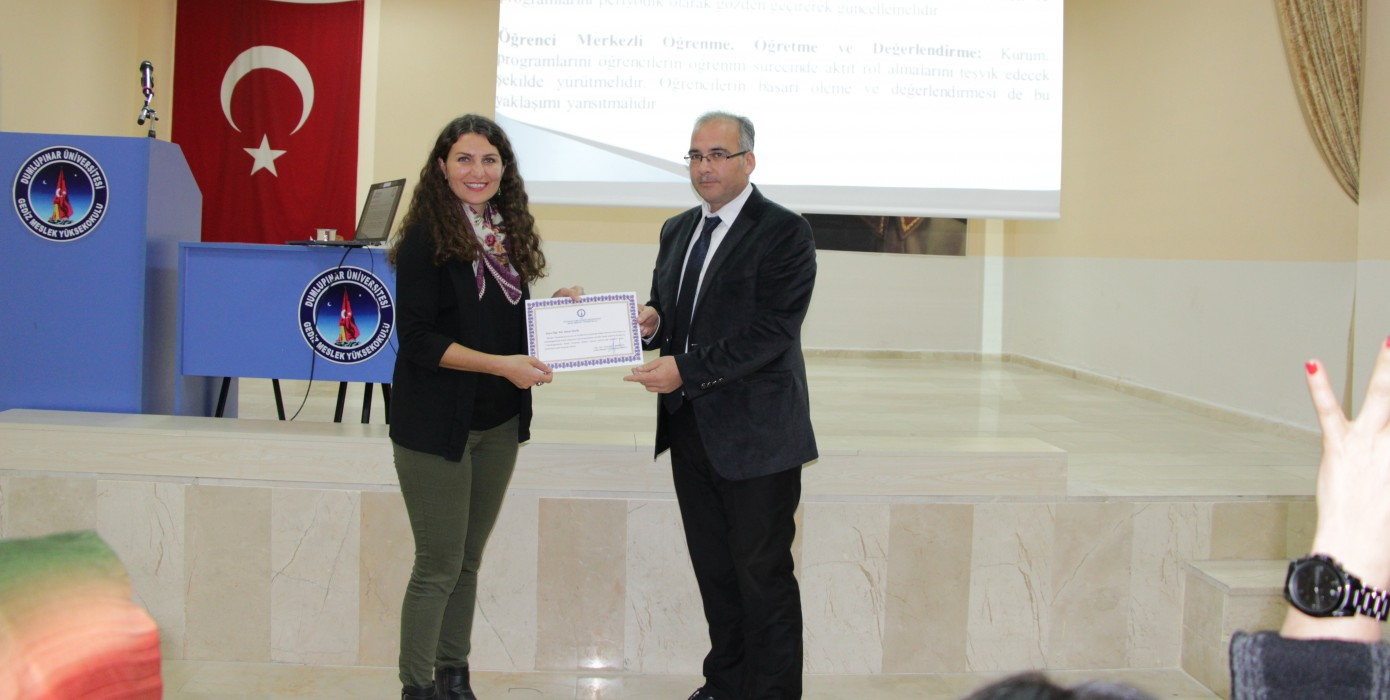 programlarını periyodik olarak gözden geçirerek güncellemelidir.
Öğrenci Merkezli Öğrenme, Öğretme ve Değerlendirme; Kurum,
programlarını öğrencilerin öğrenim sürecinde aktif rol almalarını teşvik edecek
şekilde yürütmelidir. Öğrencilerin başarı ölçme ve değerlendirmesi de bu
yaklaşımı yansıtmalıdır.
DUMLUPINAR ÜNİVERSİTESİ
GEDİZ MESLEK YÜKSEKOKULU
DUMLUPINAR ÜNİVERSİTESİ
GEDİZ MESLEK YÜKSEKOKULU